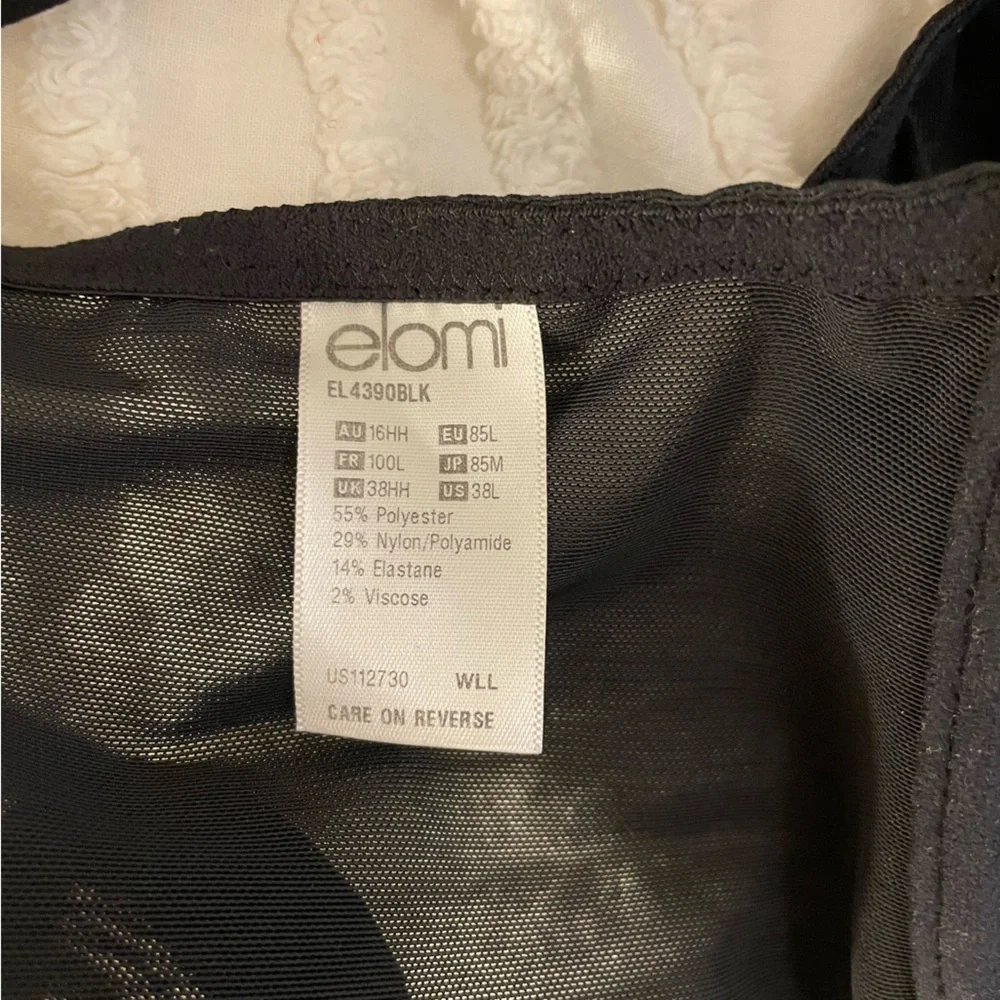 elomi
EL4390BLK
AU 16HH EU 85L
FR 100L JP 85M
UK 38HH US 38L
55% Polyester
29% Nylon/Polyamide
14% Elastane
2% Viscose
US112730 WLL
CARE ON REVERSE